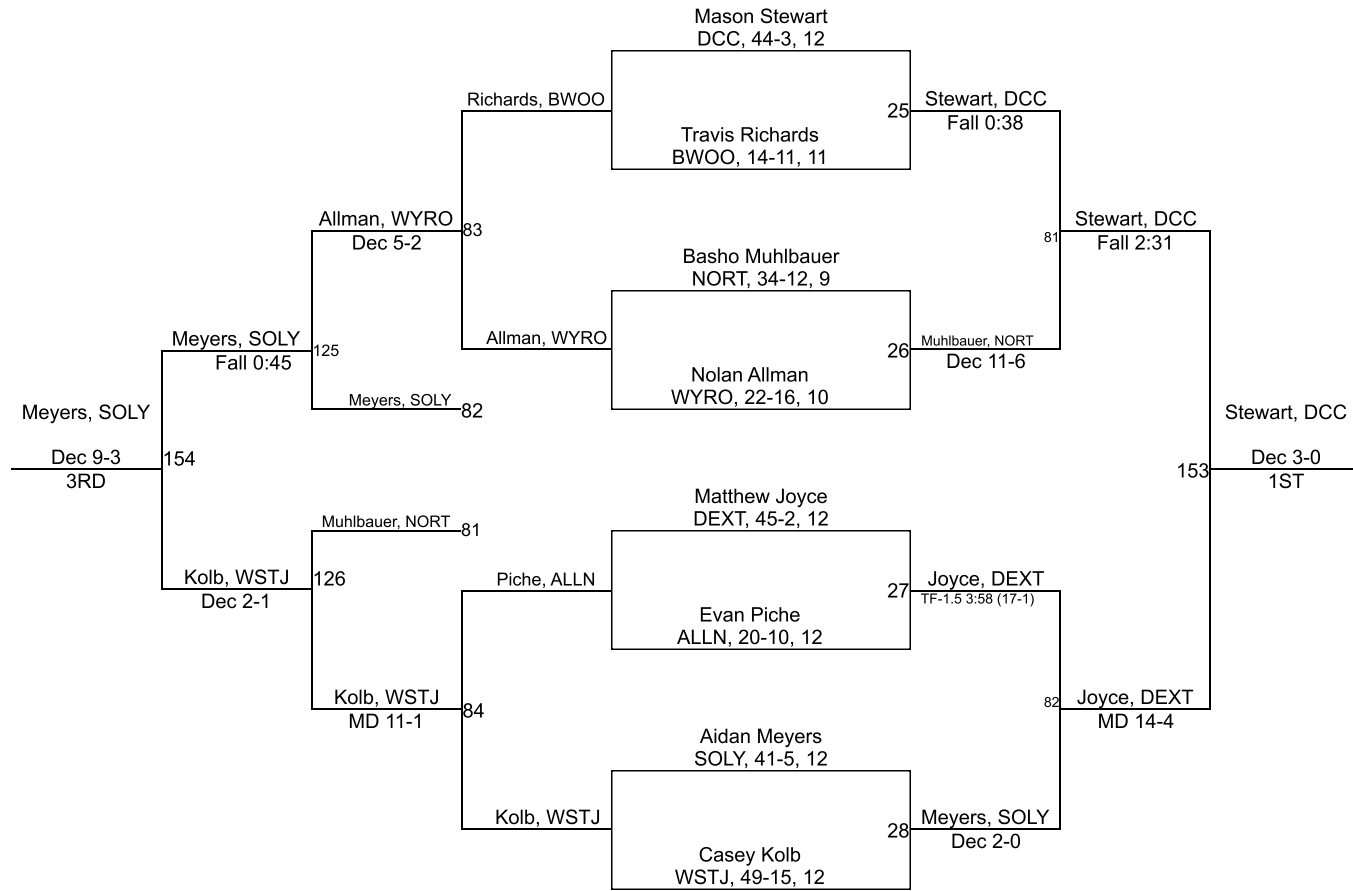 Mason Stewart
DCC, 44-3, 12
Richards, BWOO
25
Stewart, DCC
Fall 0:38
Travis Richards
BWOO, 14-11, 11
Allman, WYRO
Dec 5-2
83
81
Stewart, DCC
Fall 2:31
Basho Muhlbauer
NORT, 34-12, 9
Meyers, SOLY
Fall 0:45
125
Allman, WYRO
26
Muhlbauer, NORT
Dec 11-6
Nolan Allman
WYRO, 22-16, 10
Meyers, SOLY
82
Meyers, SOLY
Dec 9-3
3RD
154
153
Stewart, DCC
Dec 3-0
1ST
Matthew Joyce
DEXT, 45-2, 12
Muhlbauer, NORT
81
Kolb, WSTJ
Dec 2-1
126
Piche, ALLN
27
Joyce, DEXT
TF-1.5 3:58 (17-1)
Evan Piche
ALLN, 20-10, 12
Kolb, WSTJ
MD 11-1
84
82
Joyce, DEXT
MD 14-4
Aidan Meyers
SOLY, 41-5, 12
Kolb, WSTJ
28
Meyers, SOLY
Dec 2-0
Casey Kolb
WSTJ, 49-15, 12